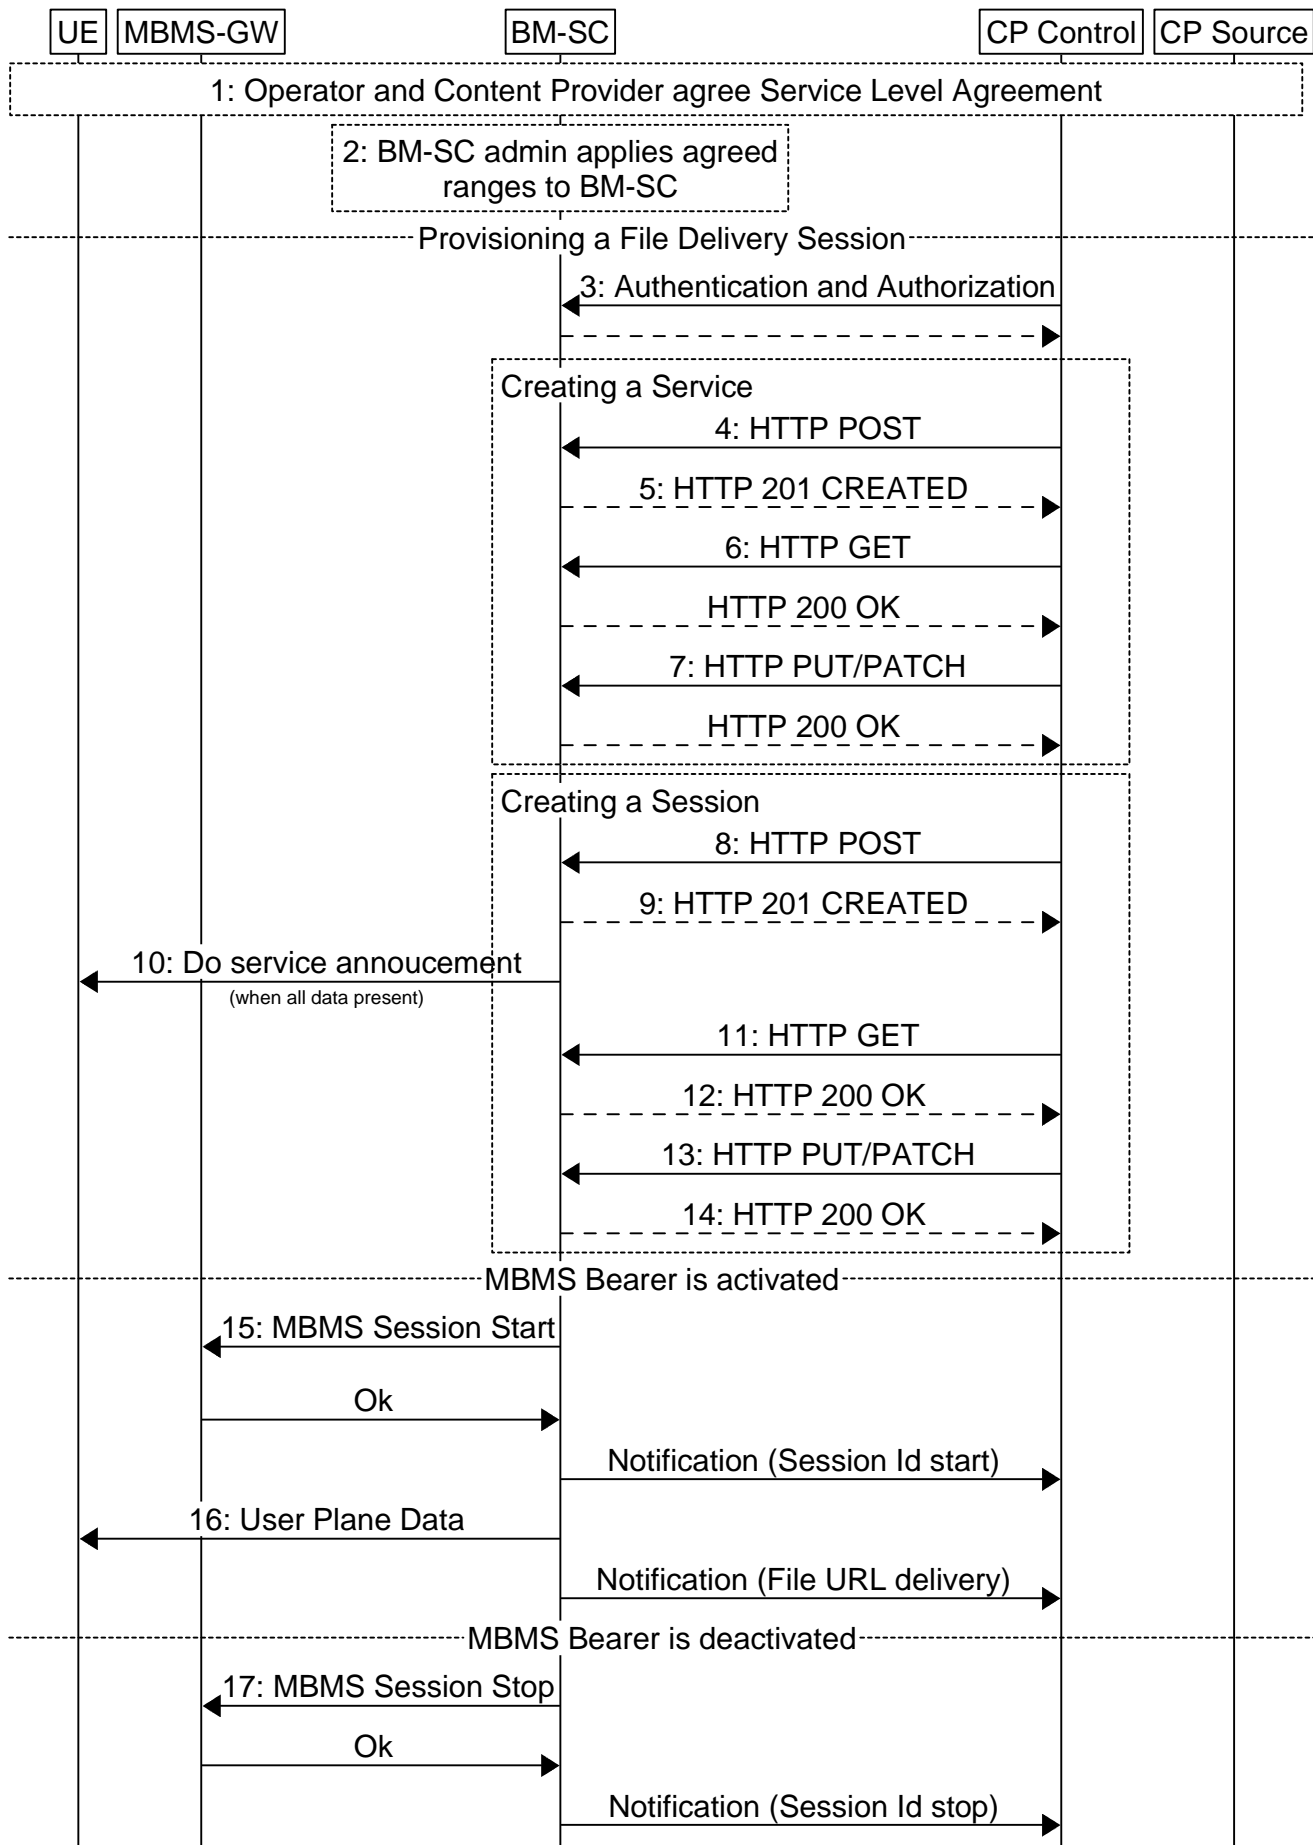 UE
MBMS-GW
BM-SC
CP Control
CP Source
1: Operator and Content Provider agree Service Level Agreement
2: BM-SC admin applies agreed
ranges to BM-SC
Provisioning a File Delivery Session
3: Authentication and Authorization
Creating a Service
4: HTTP POST
5: HTTP 201 CREATED
6: HTTP GET
HTTP 200 OK
7: HTTP PUT/PATCH
HTTP 200 OK
Creating a Session
8: HTTP POST
9: HTTP 201 CREATED
10: Do service annoucement
(when all data present)
11: HTTP GET
12: HTTP 200 OK
13: HTTP PUT/PATCH
14: HTTP 200 OK
MBMS Bearer is activated
15: MBMS Session Start
Ok
Notification (Session Id start)
16: User Plane Data
Notification (File URL delivery)
MBMS Bearer is deactivated
17: MBMS Session Stop
Ok
Notification (Session Id stop)